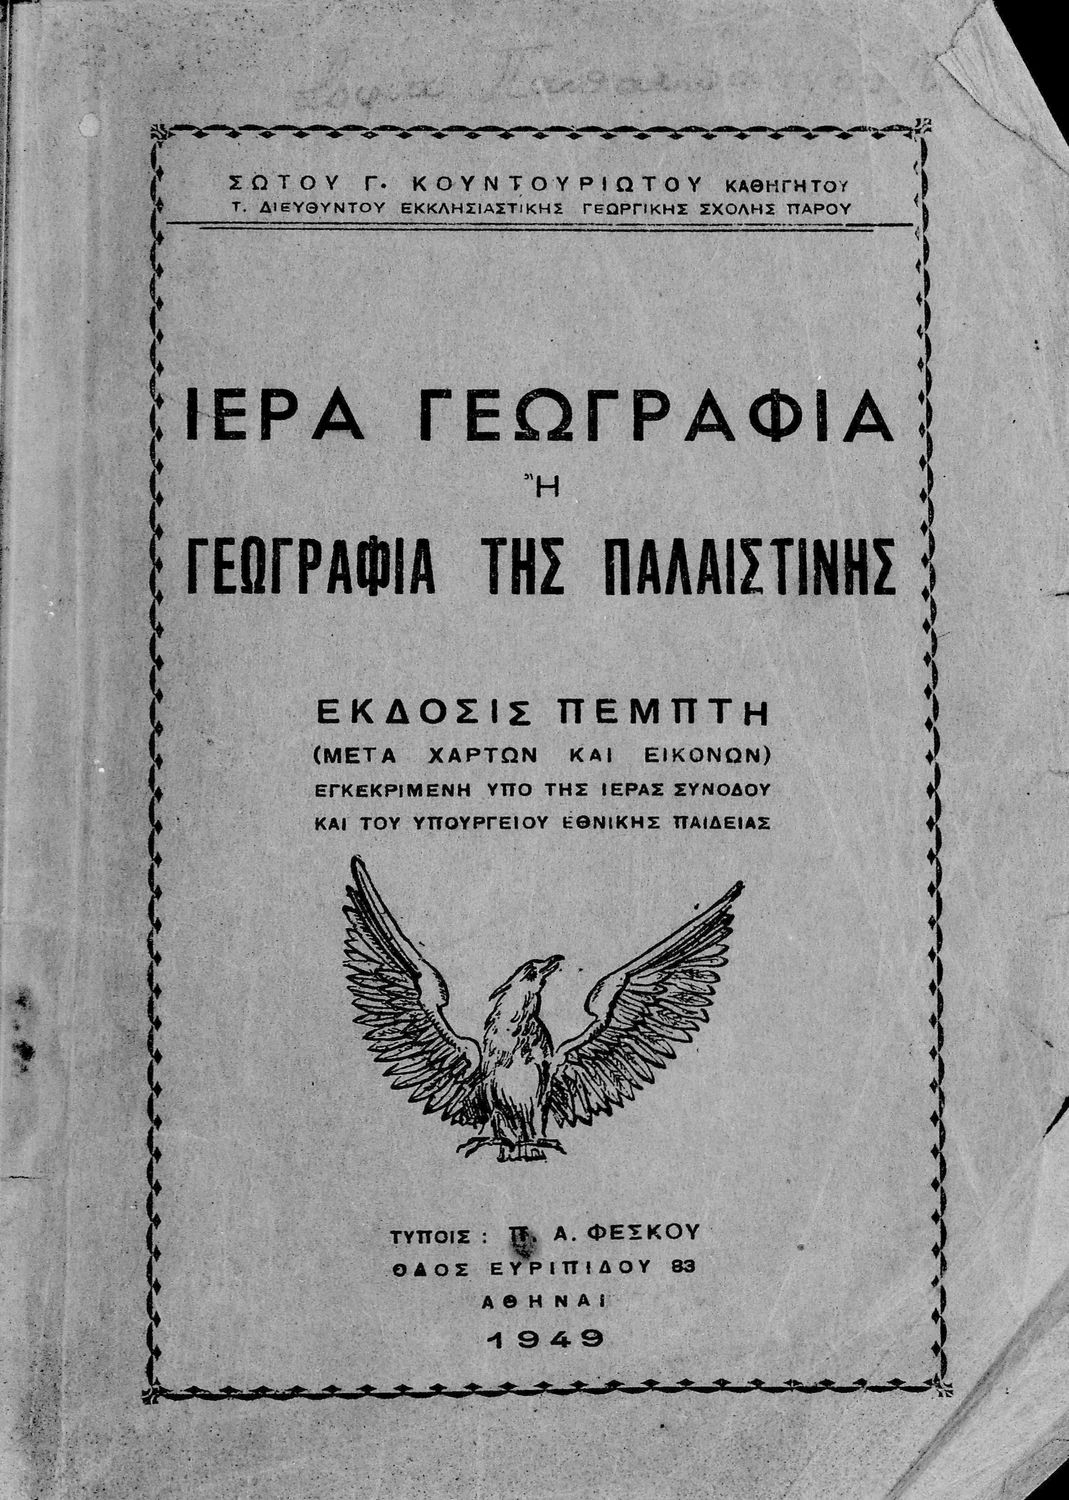 ΣΩΤΟΥ Γ. ΚΟΥΝΤΟΥΡΙΩΤΟΥ ΚΑΘΗΓΗΤΟΥ
Τ. ΔΙΕΥΘΥΝΤΟΥ ΕΚΚΛΗΣΙΑΣΤΙΚΗΣ ΓΕΩΡΓΙΚΗΣ ΣΧΟΛΗΣ ΠΑΡΟΥ
ΙΕΡΑ ΓΕΩΓΡΑΦΙΑ
Ἢ
ΓΕΩΓΡΑΦΙΑ ΤΗΣ ΠΑΛΑΙΣΤΙΝΗΣ
ΕΚΔΟΣΙΣ ΠΕΜΠΤΗ
(ΜΕΤΑ ΧΑΡΤΩΝ ΚΑΙ ΕΙΚΟΝΩΝ)
ΕΓΚΕΚΡΙΜΕΝΗ ΥΠΟ ΤΗΣ ΙΕΡΑΣ ΣΥΝΟΔΟΥ
ΚΑΙ ΤΟΥ ΥΠΟΥΡΓΕΙΟΥ ΕΘΝΙΚΗΣ ΠΑΙΔΕΙΑΣ
ΤΥΠΟΙΣ : Π. Α. ΦΕΣΚΟΥ
ΟΔΟΣ ΕΥΡΙΠΙΔΟΥ 83
ΑΘΗΝΑΙ
1949